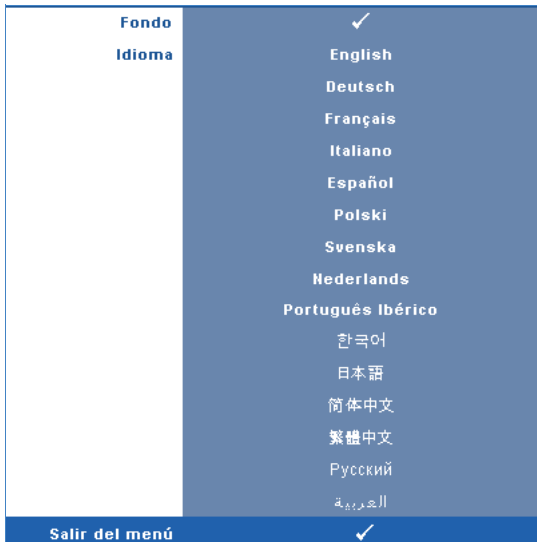 Fondo ✓
Idioma English
Deutsch
Français
Italiano
Español
Polski
Svenska
Nederlands
Português Ibérico
한국어
日本語
简体中文
繁體中文
Русский
العربية
Salir del menú ✓